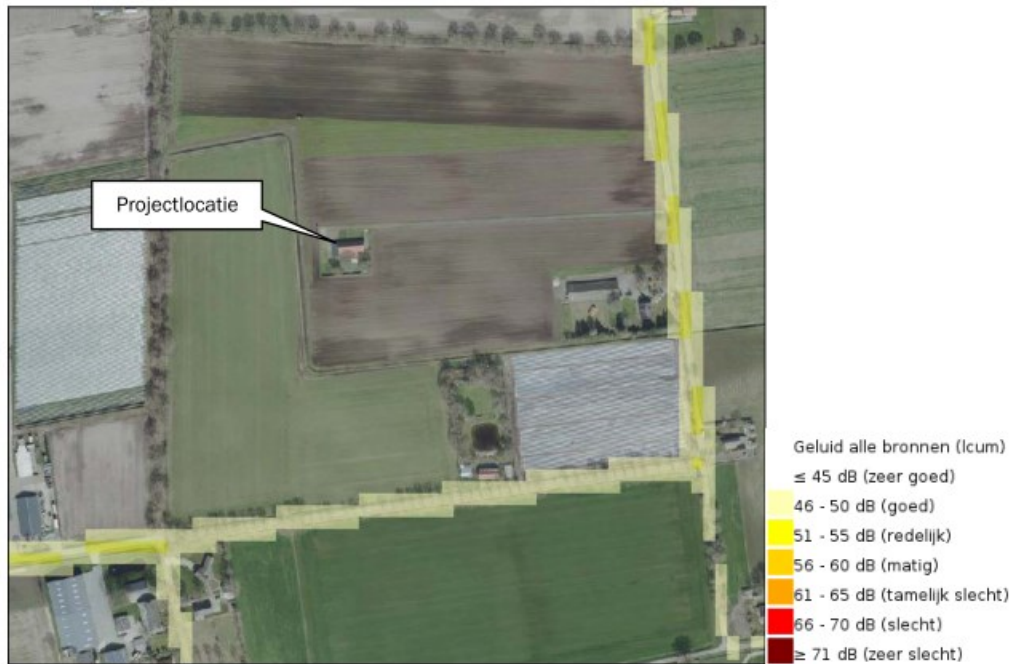 Projectlocatie
Geluid alle bronnen (lcum)
≤ 45 dB (zeer goed)
46 - 50 dB (goed)
51 - 55 dB (redelijk)
56 - 60 dB (matig)
61 - 65 dB (tamelijk slecht)
66 - 70 dB (slecht)
≥ 71 dB (zeer slecht)